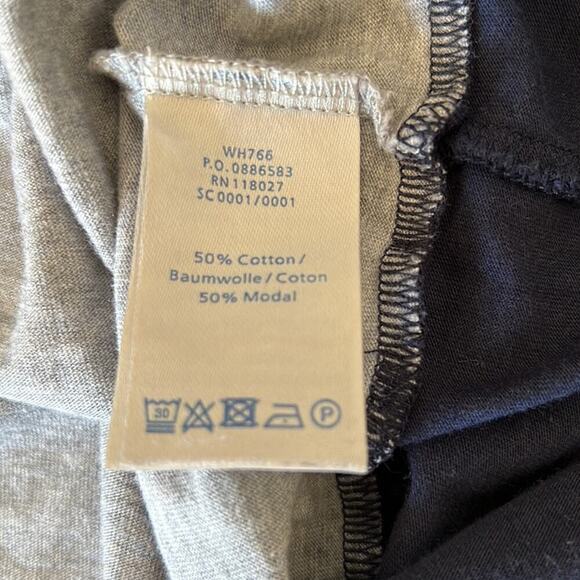 WH766
P.O. 0886583
RN 118027
SC 0001/0001
50% Cotton/
Baumwolle/Coton
50% Modal
30 P